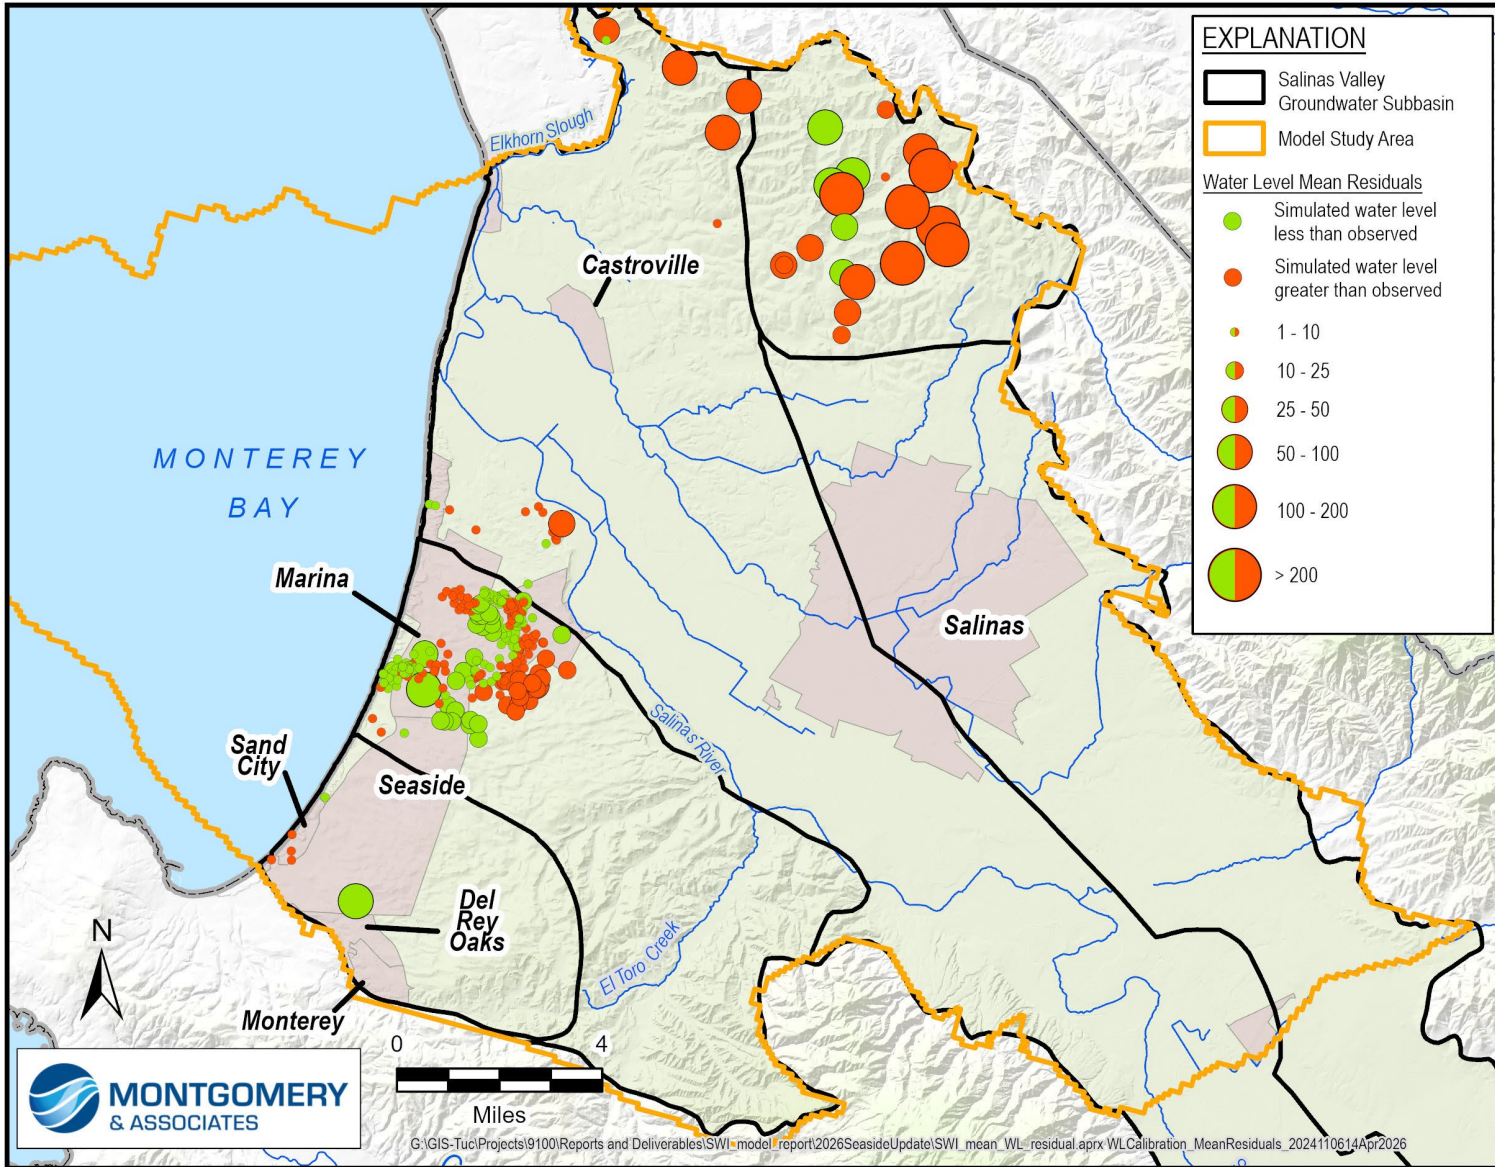 EXPLANATION
Salinas Valley
Groundwater Subbasin
Model Study Area
Water Level Mean Residuals
Simulated water level
less than observed
Simulated water level
greater than observed
1 - 10
10 - 25
25 - 50
50 - 100
100 - 200
> 200
Elkhorn Slough
Castroville
MONTEREY
BAY
Marina
Salinas
Salinas River
Sand
City
Seaside
Del
Rey
Oaks
El Toro Creek
N
Monterey
0 4
Miles
MONTGOMERY
& ASSOCIATES
G:\GIS-Tuc\Projects\9100\Reports and Deliverables\SWI_model_report\2026SeasideUpdate\SWI_mean_WL_residual.aprx WLCalibration_MeanResiduals_2024110614Apr2026